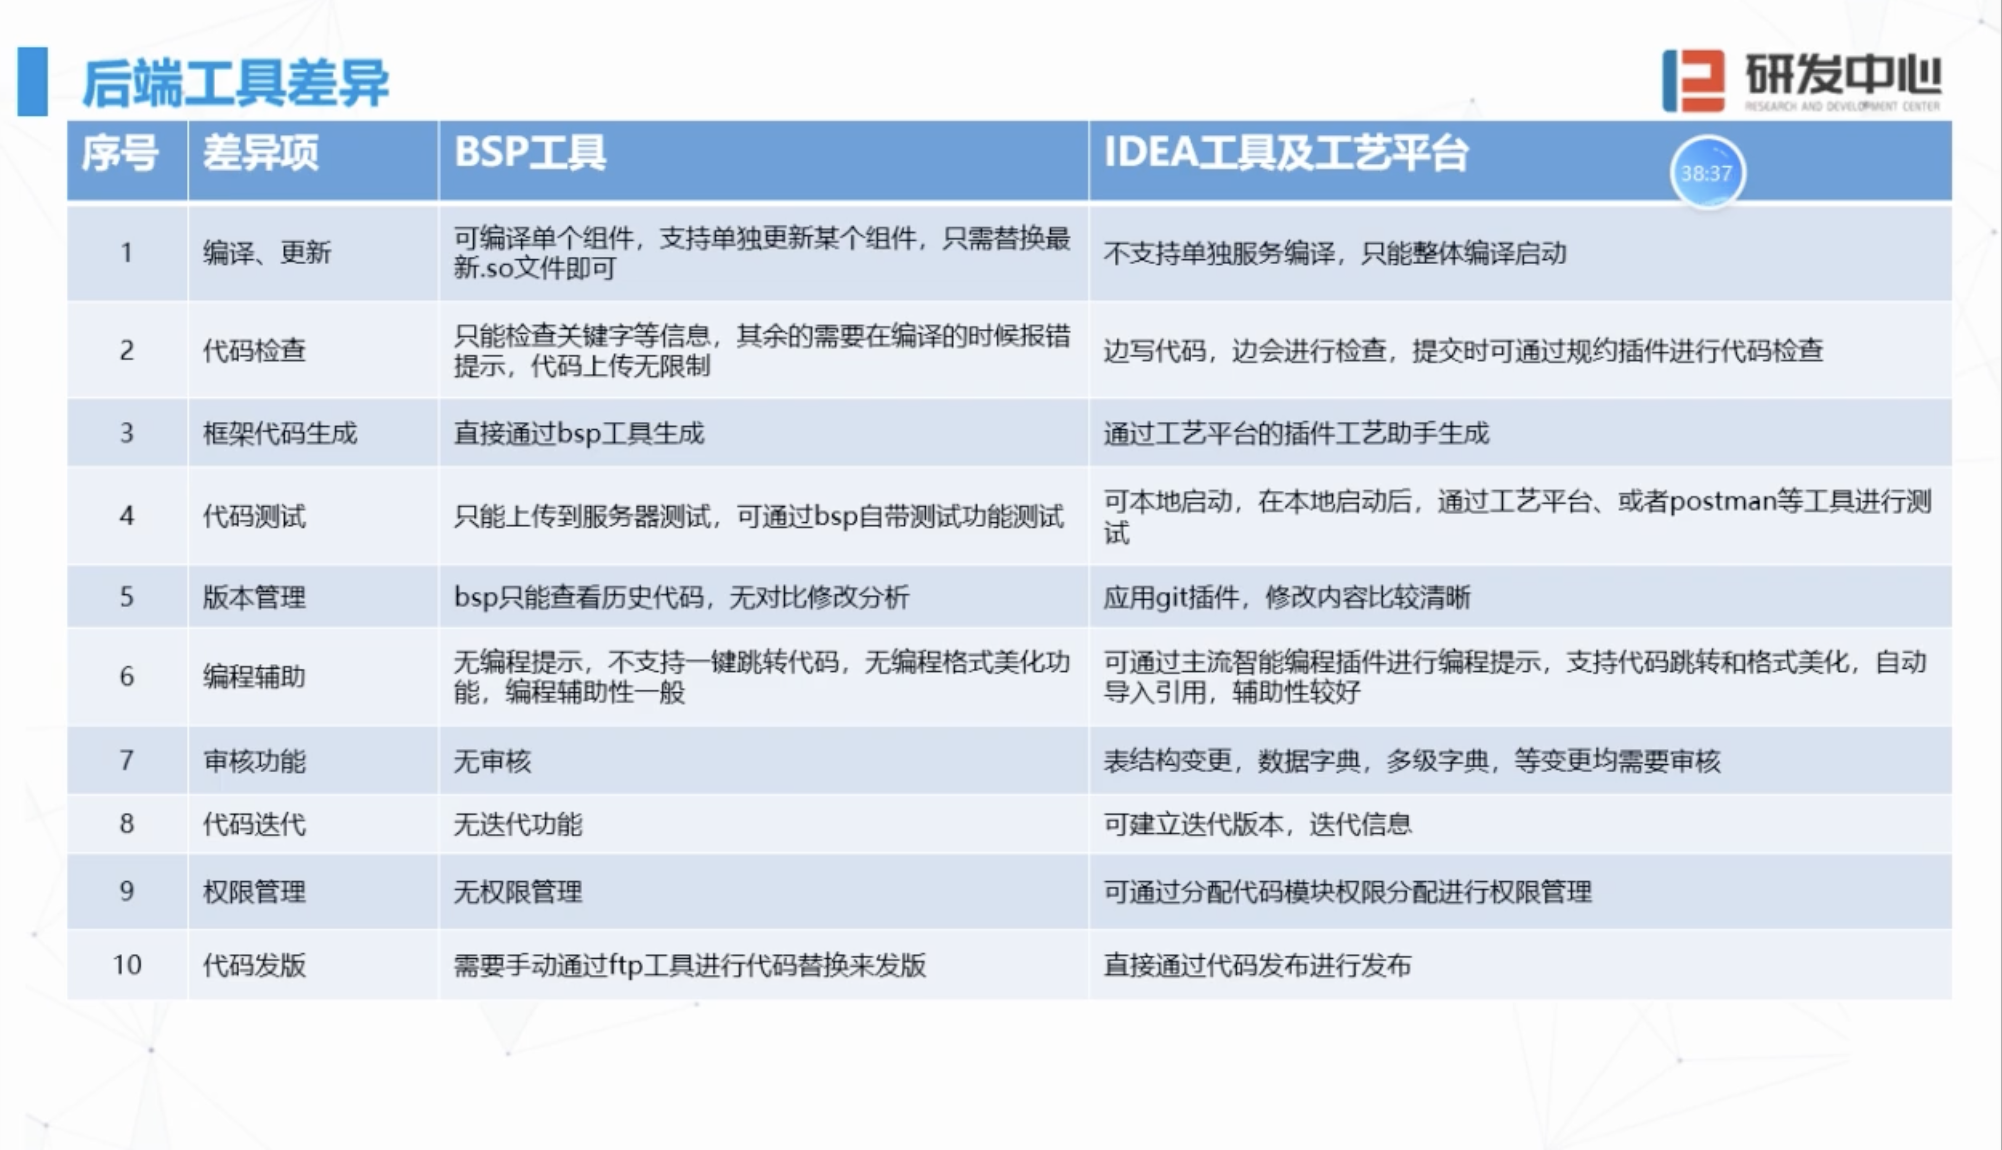 后端工具差异
研发中心
RESEARCH AND DEVELOPMENT CENTER
序号 差异项 BSP工具 IDEA工具及工艺平台
38:37
1 编译、更新 可编译单个组件，支持单独更新某个组件，只需替换最
新.so文件即可
不支持单独服务编译，只能整体编译启动
2 代码检查 只能检查关键字等信息，其余的需要在编译的时候报错
提示，代码上传无限制
边写代码，边会进行检查，提交时可通过规约插件进行代码检查
3 框架代码生成 直接通过bsp工具生成 通过工艺平台的插件工艺助手生成
4 代码测试 只能上传到服务器测试，可通过bsp自带测试功能测试
可本地启动，在本地启动后，通过工艺平台、或者postman等工具进行测
试
5 版本管理 bsp只能查看历史代码，无对比修改分析 应用git插件，修改内容比较清晰
6 编程辅助 无编程提示，不支持一键跳转代码，无编程格式美化功
能，编程辅助性一般
可通过主流智能编程插件进行编程提示，支持代码跳转和格式美化，自动
导入引用，辅助性较好
7 审核功能 无审核 表结构变更，数据字典，多级字典，等变更均需要审核
8 代码迭代 无迭代功能 可建立迭代版本，迭代信息
9 权限管理 无权限管理 可通过分配代码模块权限分配进行权限管理
10 代码发版 需要手动通过ftp工具进行代码替换来发版 直接通过代码发布进行发布